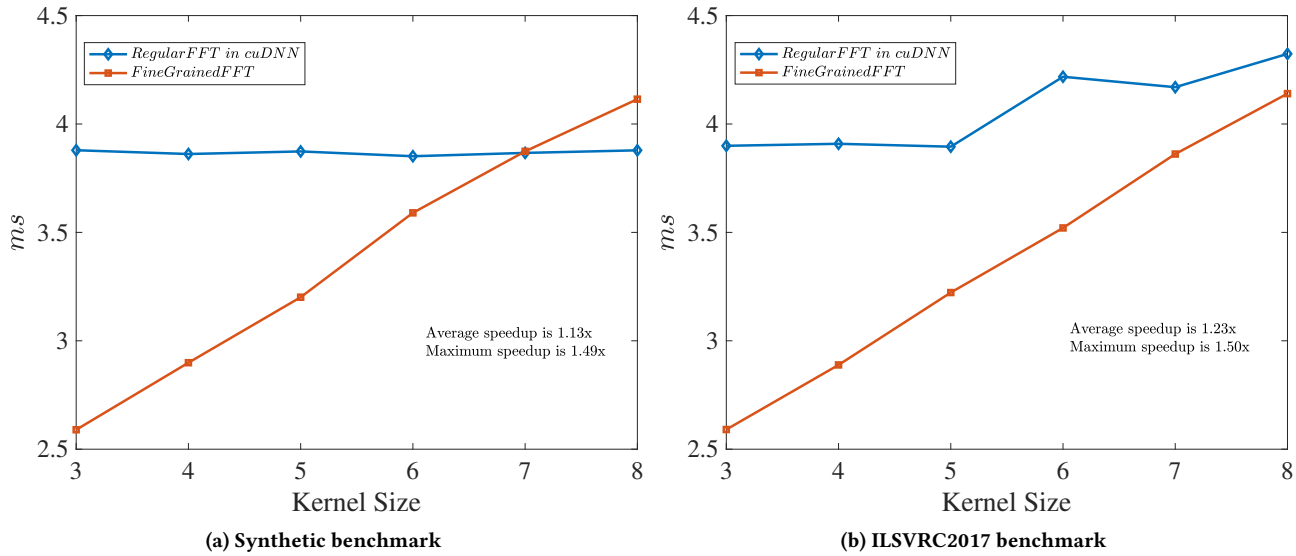 4.5
4
3.5
3
2.5
ms
RegularFFT in cuDNN
FineGrainedFFT
Average speedup is 1.13x
Maximum speedup is 1.49x
3 4 5 6 7 8
Kernel Size
(a) Synthetic benchmark
4.5
4
3.5
3
2.5
ms
RegularFFT in cuDNN
FineGrainedFFT
Average speedup is 1.23x
Maximum speedup is 1.50x
3 4 5 6 7 8
Kernel Size
(b) ILSVRC2017 benchmark